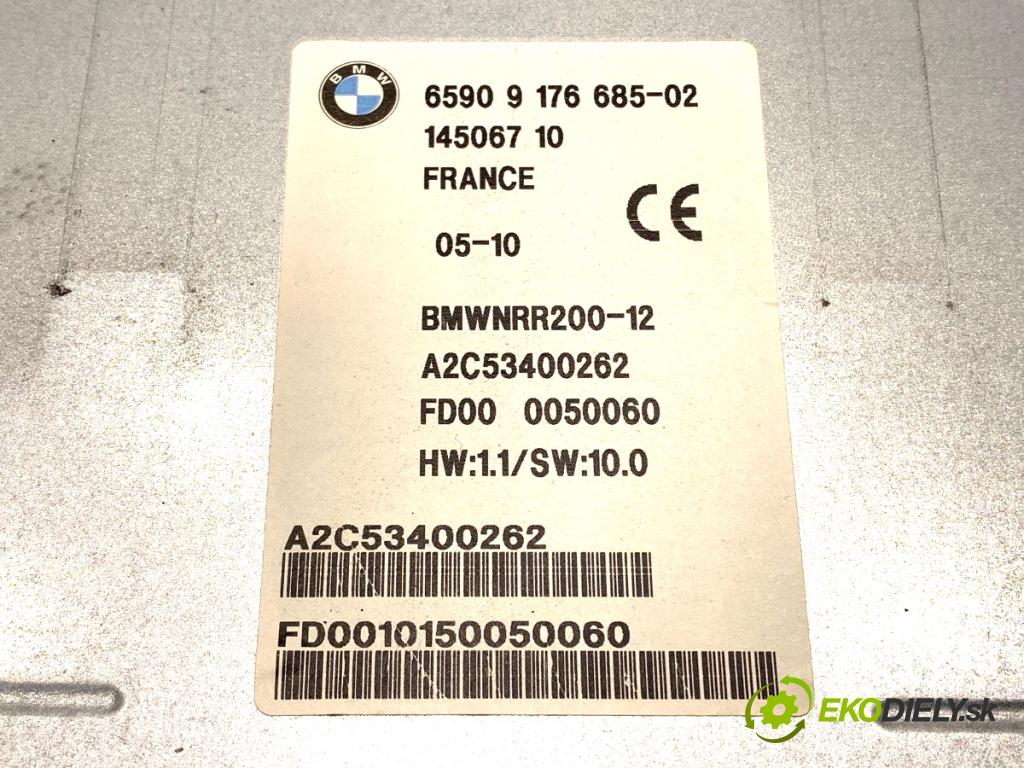 BMW
6590 9 176 685-02
145067 10
FRANCE
CE
05-10
BMWNRR200-12
A2C53400262
FD00 0050060
HW:1.1/SW:10.0
A2C53400262
FD0010150050060
EKODIELY.sk